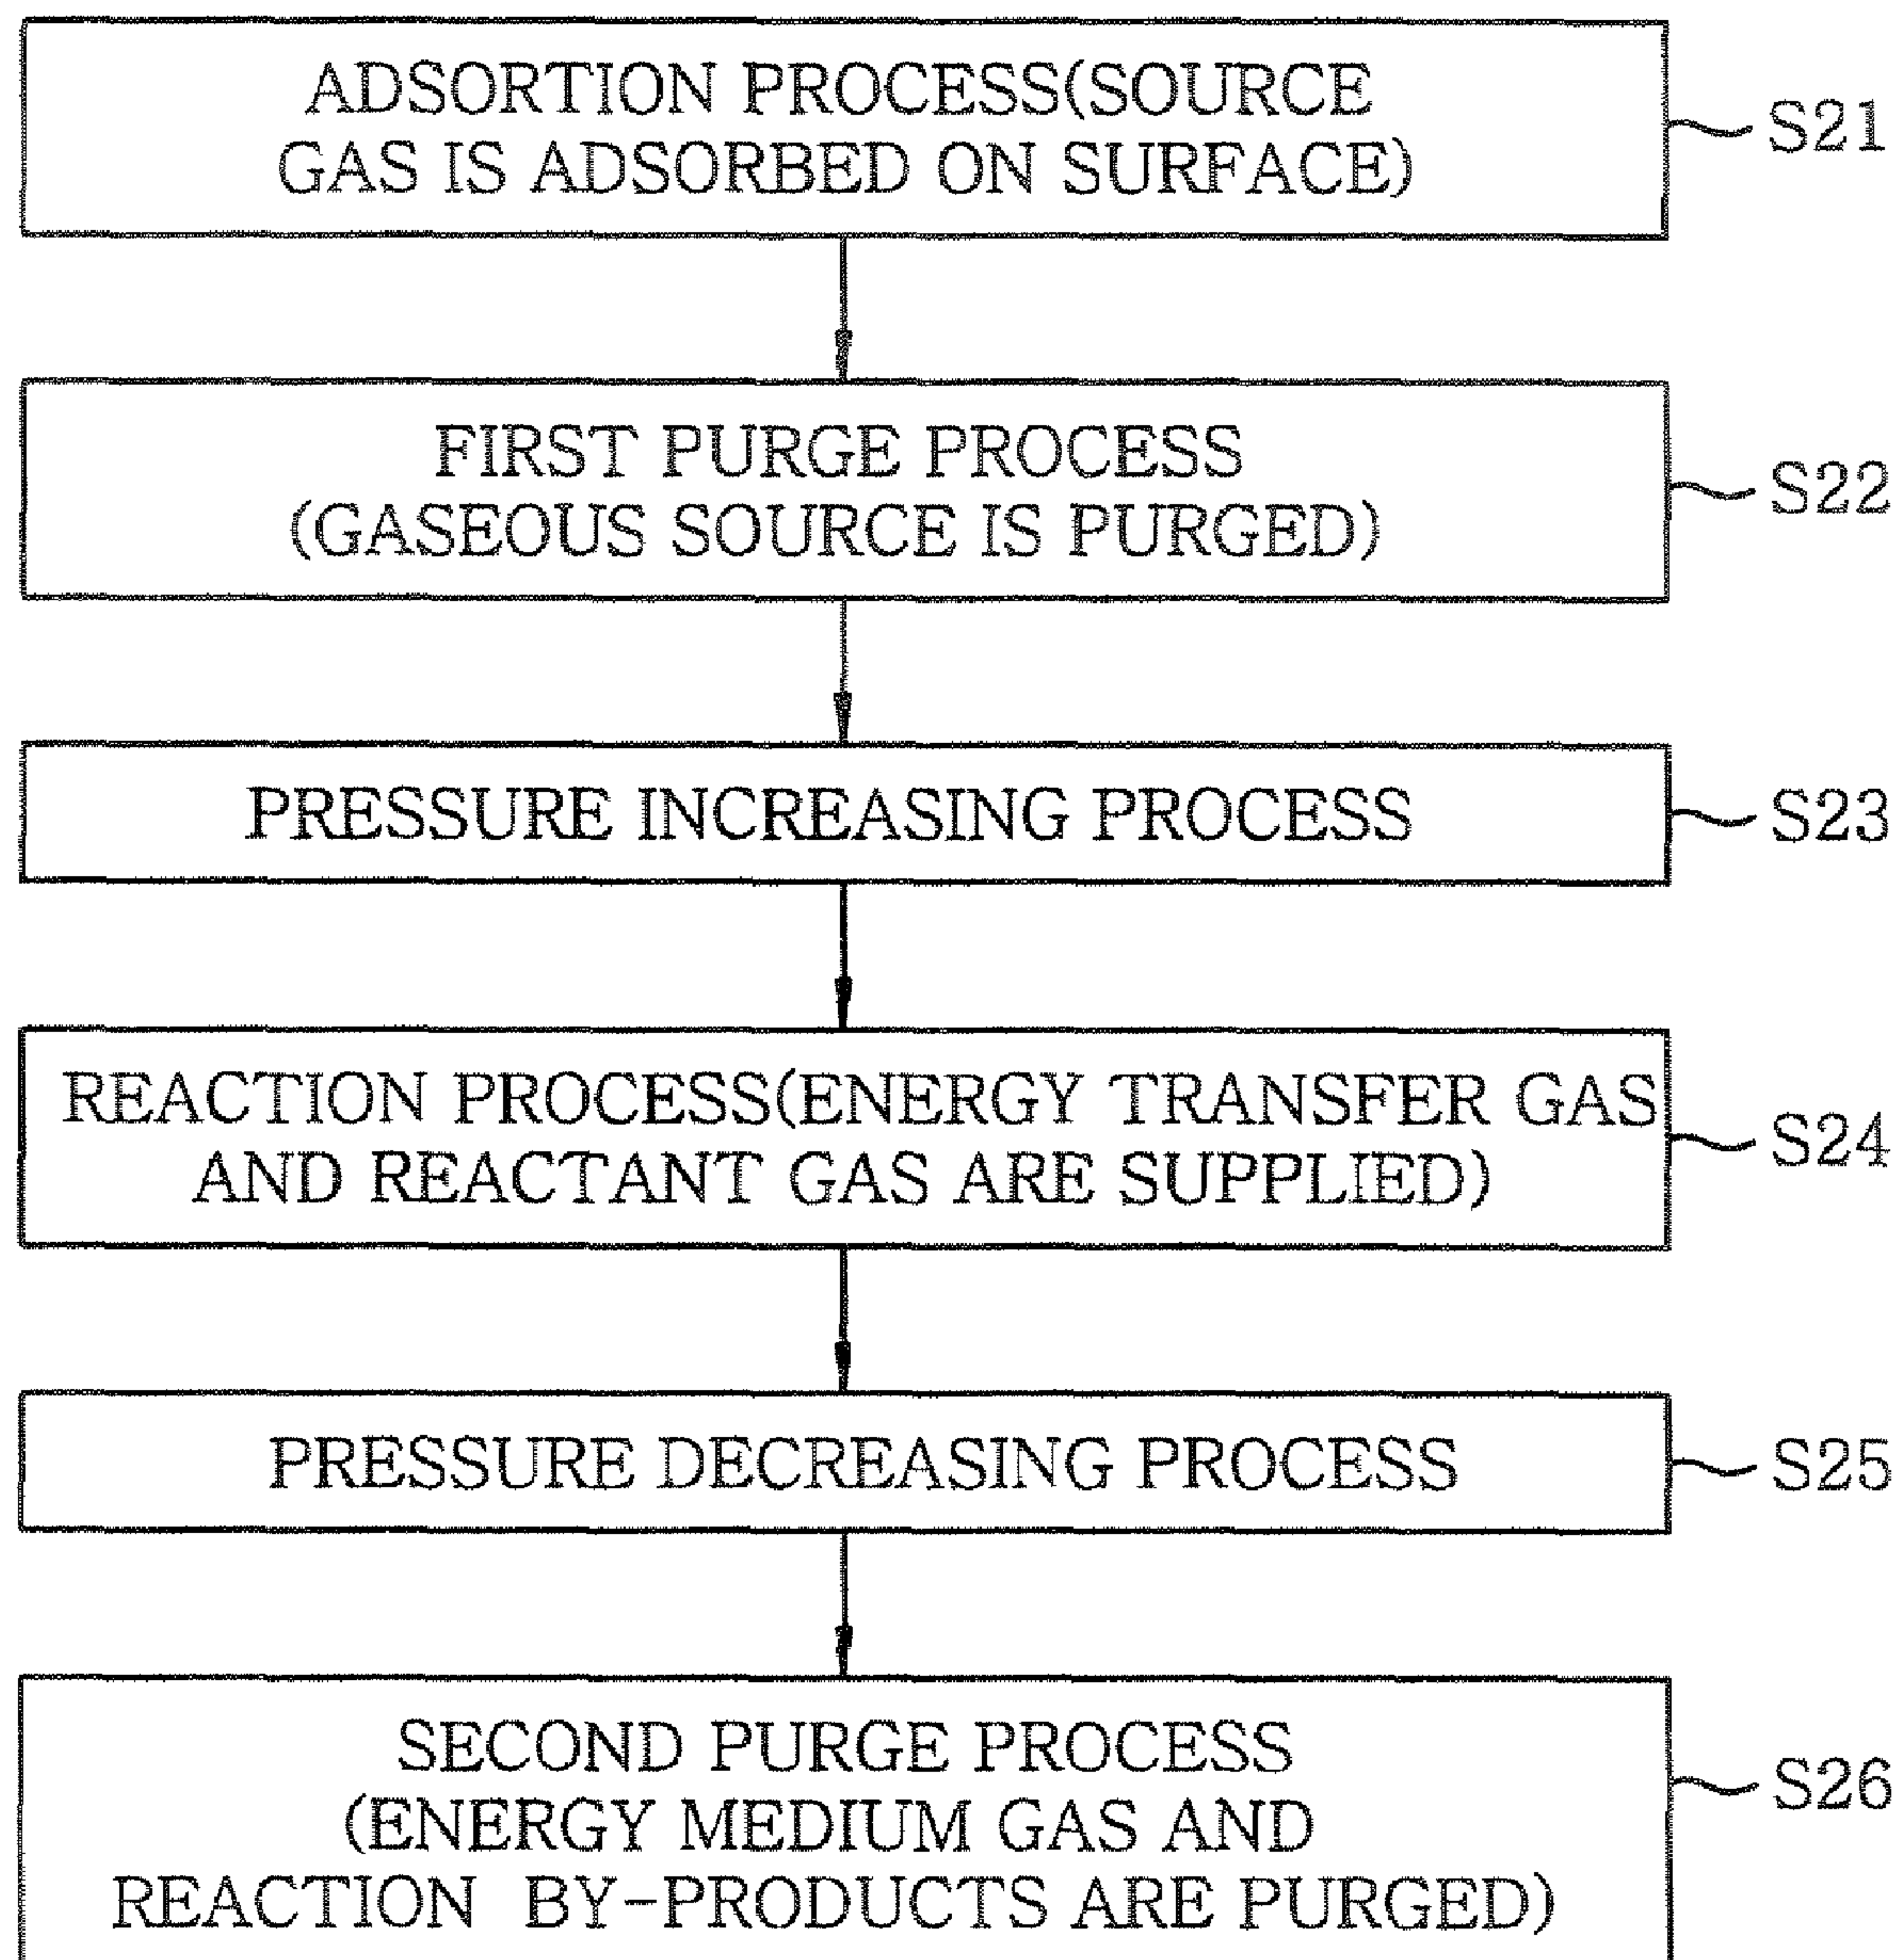 ADSORTION PROCESS(SOURCE
GAS IS ADSORBED ON SURFACE)
S21
FIRST PURGE PROCESS
(GASEOUS SOURCE IS PURGED)
S22
PRESSURE INCREASING PROCESS
S23
REACTION PROCESS(ENERGY TRANSFER GAS
AND REACTANT GAS ARE SUPPLIED)
S24
PRESSURE DECREASING PROCESS
S25
SECOND PURGE PROCESS
(ENERGY MEDIUM GAS AND
REACTION BY-PRODUCTS ARE PURGED)
S26